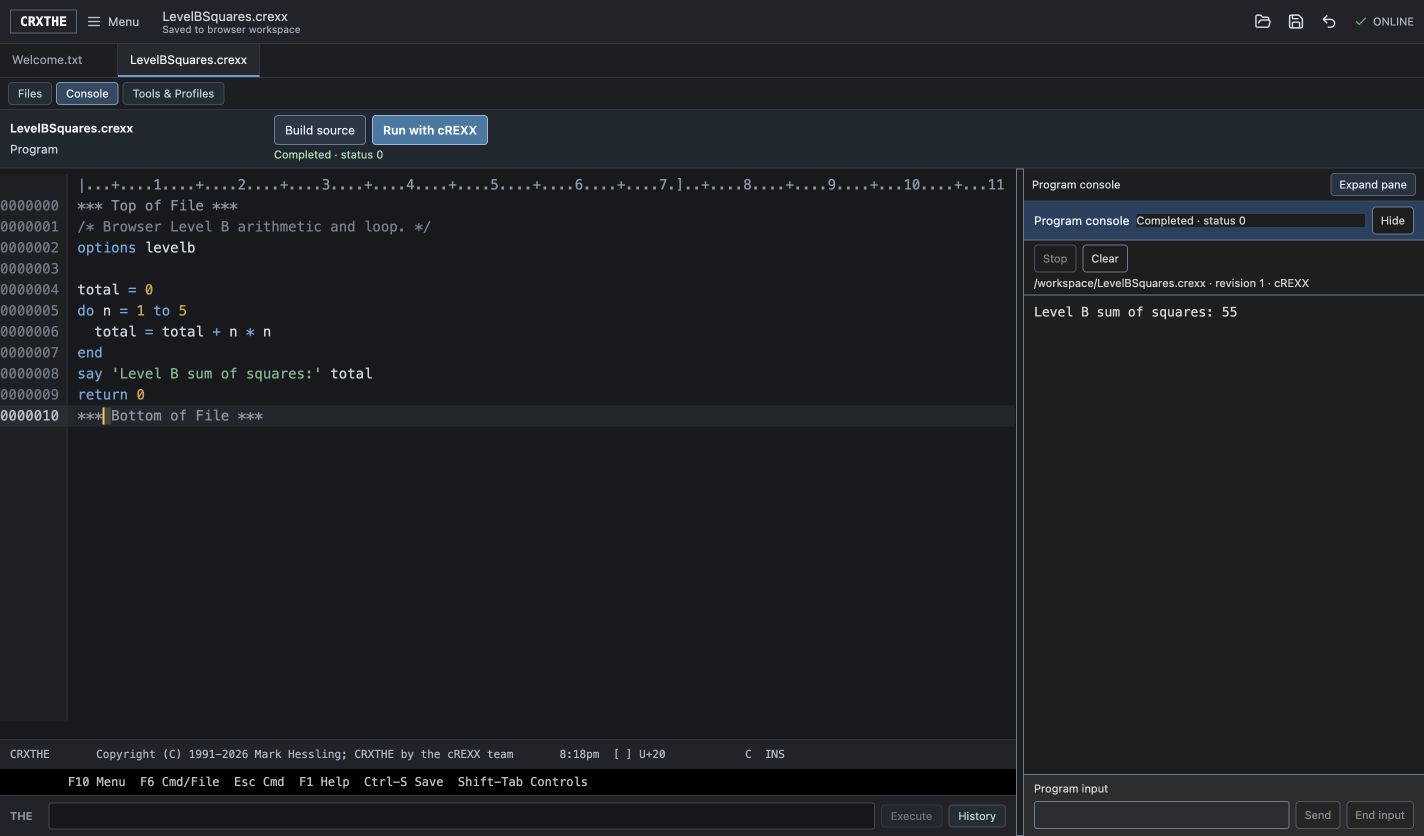 CRXTHE Menu LevelBSquares.crexx ONLINE
Saved to browser workspace
Welcome.txt LevelBSquares.crexx
Files Console Tools & Profiles
LevelBSquares.crexx
Program
Build source Run with cREXX
Completed · status 0
|...+....1....+....2....+....3....+....4....+....5....+....6....+....7.]..+....8....+....9....+...10....+...11
0000000 *** Top of File ***
0000001 /* Browser Level B arithmetic and loop. */
0000002 options levelb
0000003
0000004 total = 0
0000005 do n = 1 to 5
0000006   total = total + n * n
0000007 end
0000008 say 'Level B sum of squares:' total
0000009 return 0
0000010 *** Bottom of File ***
Program console Expand pane
Program console Completed · status 0 Hide
Stop Clear
/workspace/LevelBSquares.crexx · revision 1 · cREXX
Level B sum of squares: 55
CRXTHE Copyright (C) 1991–2026 Mark Hessling; CRXTHE by the cREXX team 8:18pm [ ] U+20 C INS
F10 Menu F6 Cmd/File Esc Cmd F1 Help Ctrl-S Save Shift-Tab Controls
THE Execute History
Program input
Send End input